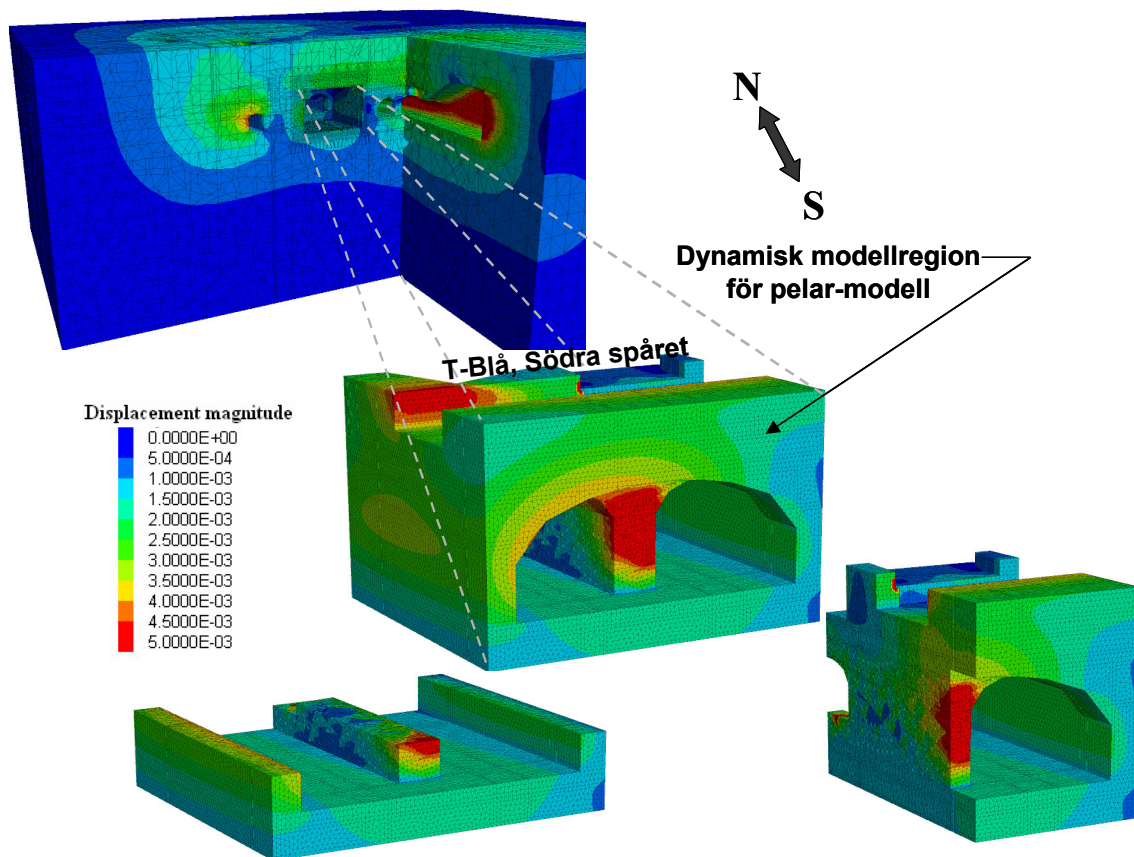 N
S
Dynamisk modellregion
för pelar-modell
T-Blå, Södra spåret
Displacement magnitude
0.0000E+00
5.0000E-04
1.0000E-03
1.5000E-03
2.0000E-03
2.5000E-03
3.0000E-03
3.5000E-03
4.0000E-03
4.5000E-03
5.0000E-03